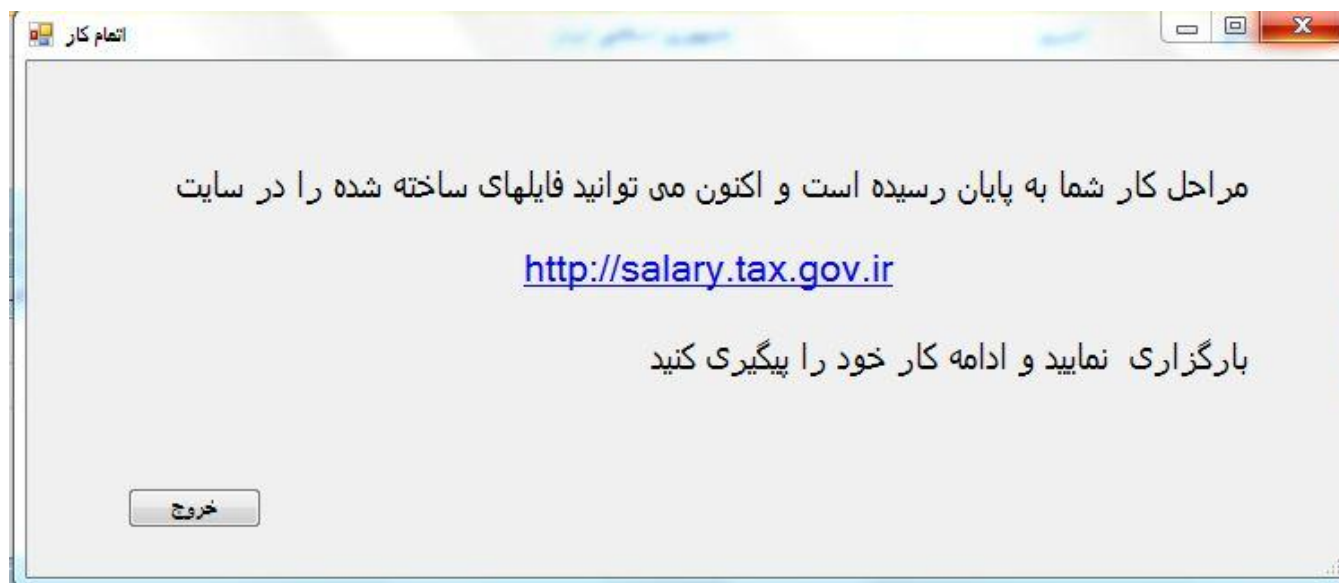 اتمام کار
مراحل کار شما به پایان رسیده است و اکنون می توانید فایلهای ساخته شده را در سایت
http://salary.tax.gov.ir
بارگزاری نمایید و ادامه کار خود را پیگیری کنید
خروج